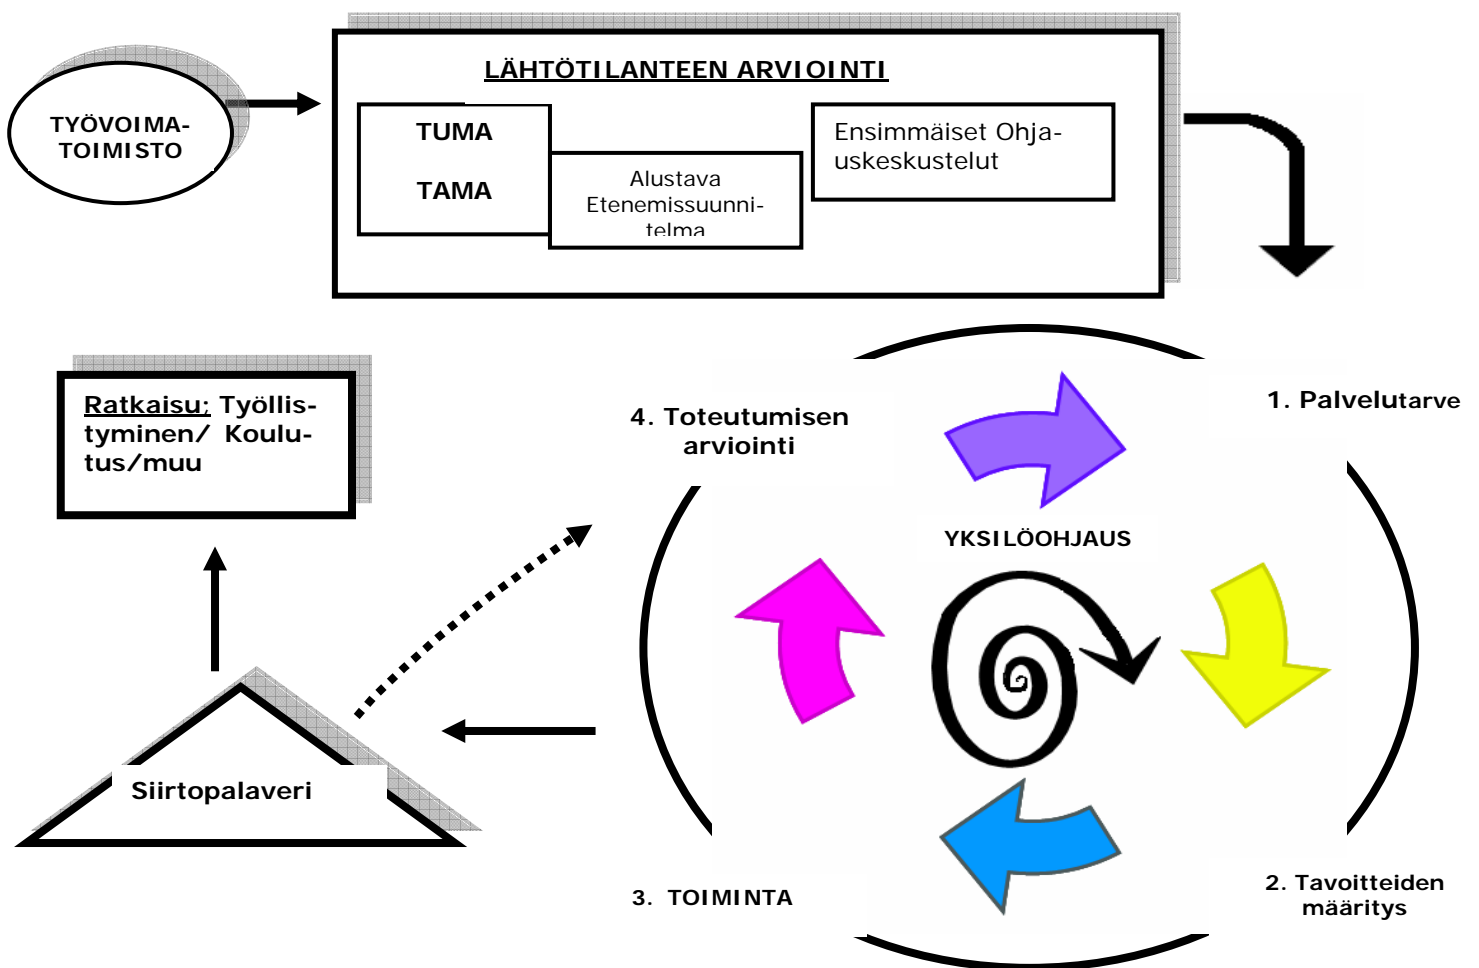 LÄHTÖTILANTEEN ARVIOINTI
TYÖVOIMA-
TOIMISTO
TUMA
TAMA
Alustava
Etenemissuunni-
telma
Ensimmäiset Ohja-
uskeskustelut
Ratkaisu; Työllis-
tyminen/ Koulu-
tus/muu
4. Toteutumisen
arviointi
1. Palvelutarve
YKSILÖOHJAUS
Siirtopalaveri
3. TOIMINTA
2. Tavoitteiden
määritys